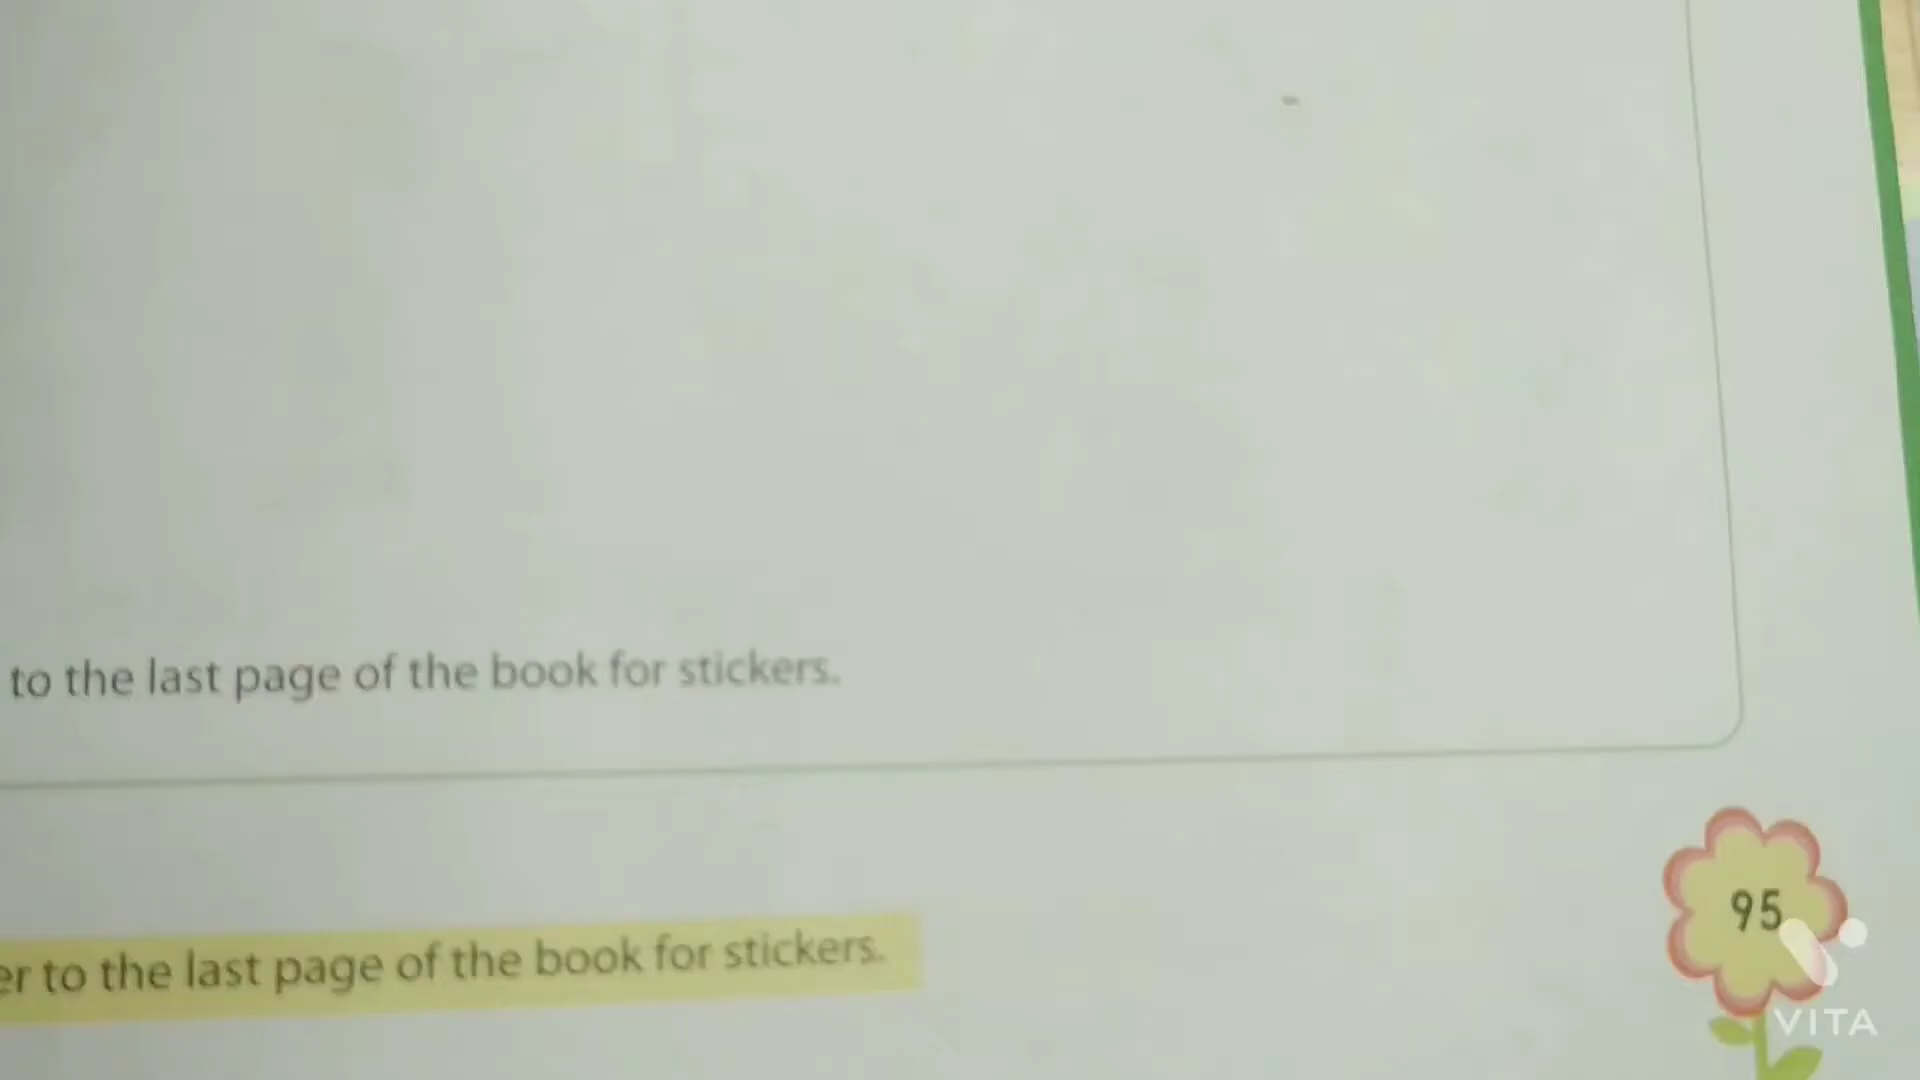 to the last page of the book for stickers.
er to the last page of the book for stickers.
95
VITA